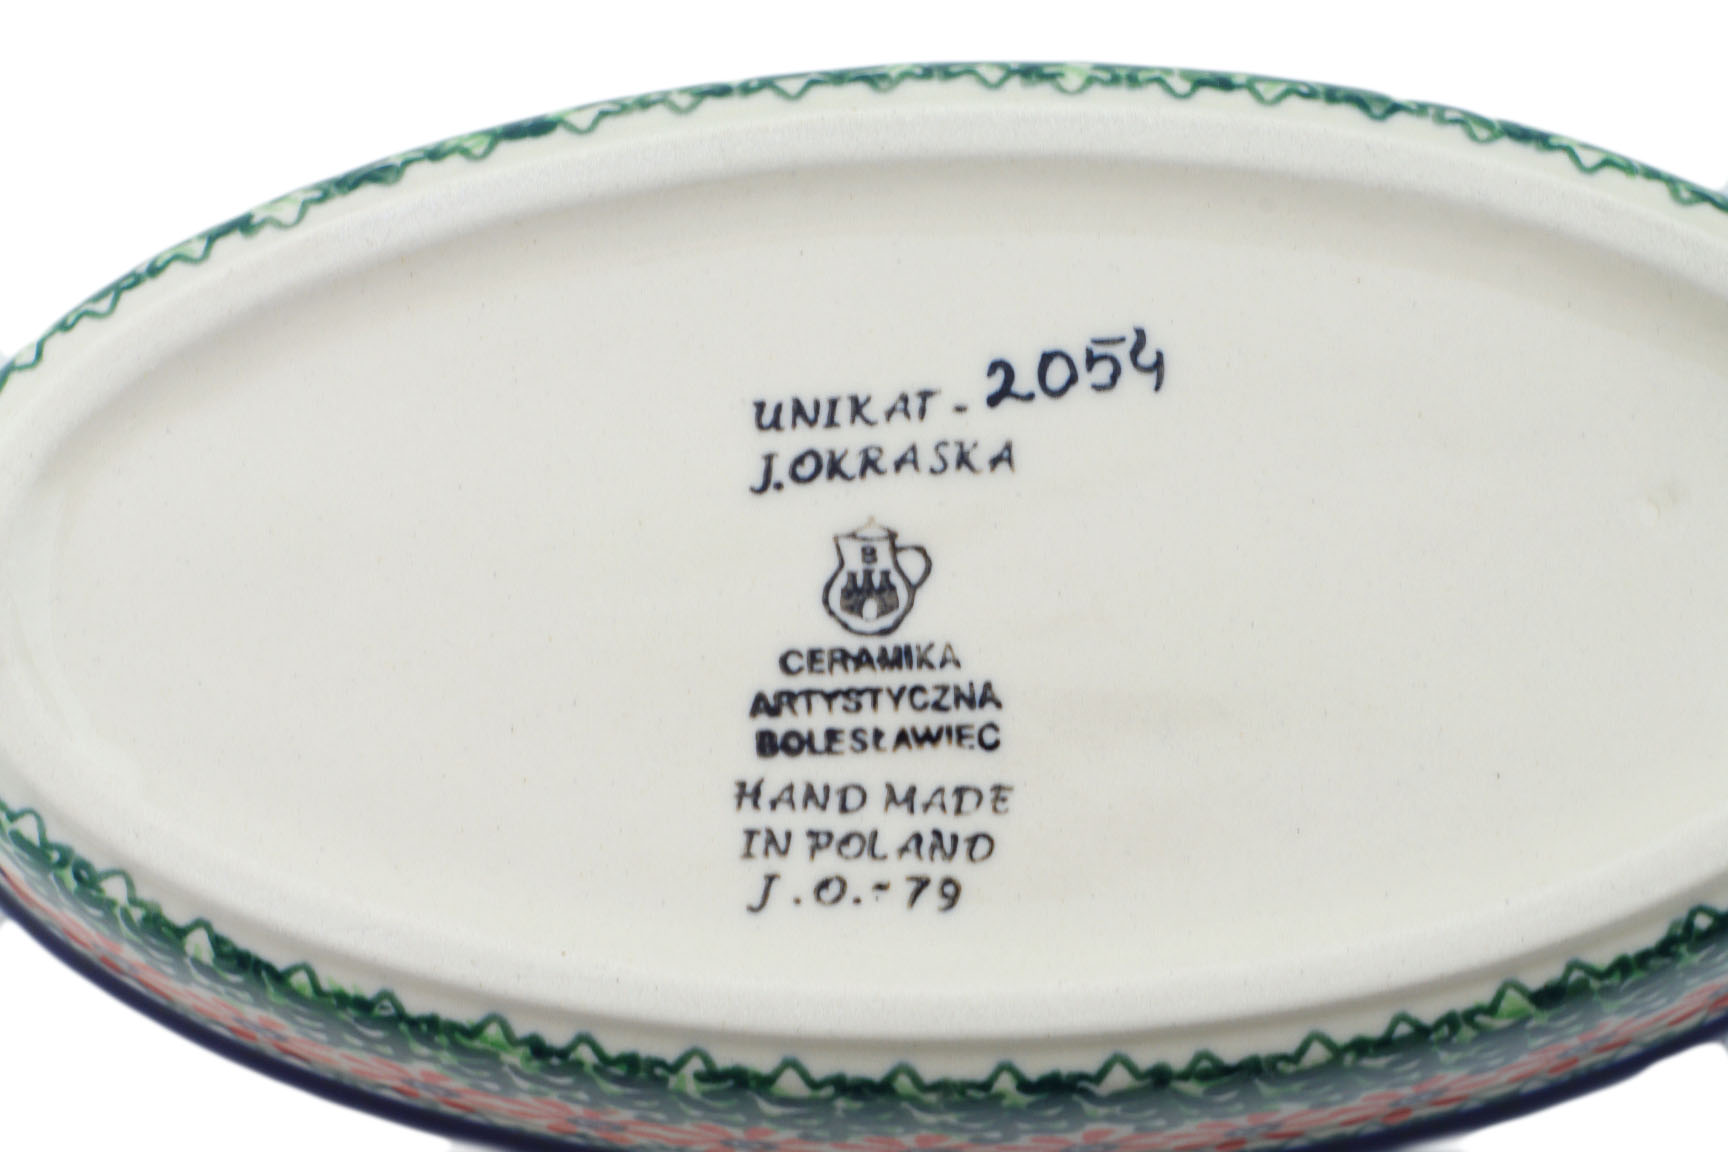 UNIKAT - 2054
J. OKRASKA
B
CERAMIKA
ARTYSTYCZNA
BOLESŁAWIEC
HAND MADE
IN POLAND
J.O.-79